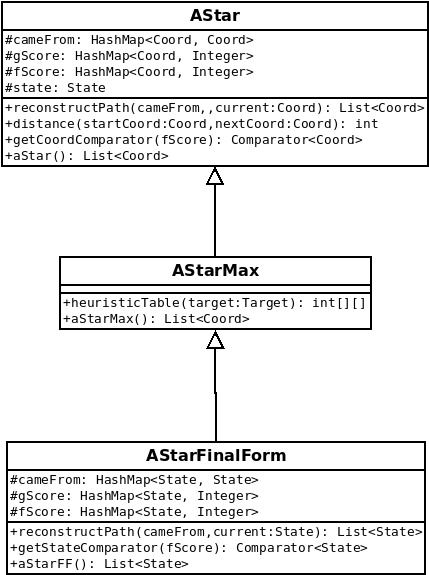 AStar
#cameFrom: HashMap<Coord, Coord>
#gScore: HashMap<Coord, Integer>
#fScore: HashMap<Coord, Integer>
#state: State
+reconstructPath(cameFrom,,current:Coord): List<Coord>
+distance(startCoord:Coord,nextCoord:Coord): int
+getCoordComparator(fScore): Comparator<Coord>
+aStar(): List<Coord>
AStarMax
+heuristicTable(target:Target): int[][]
+aStarMax(): List<Coord>
AStarFinalForm
#cameFrom: HashMap<State, State>
#gScore: HashMap<State, Integer>
#fScore: HashMap<State, Integer>
+reconstructPath(cameFrom,current:State): List<State>
+getStateComparator(fScore): Comparator<State>
+aStarFF(): List<State>